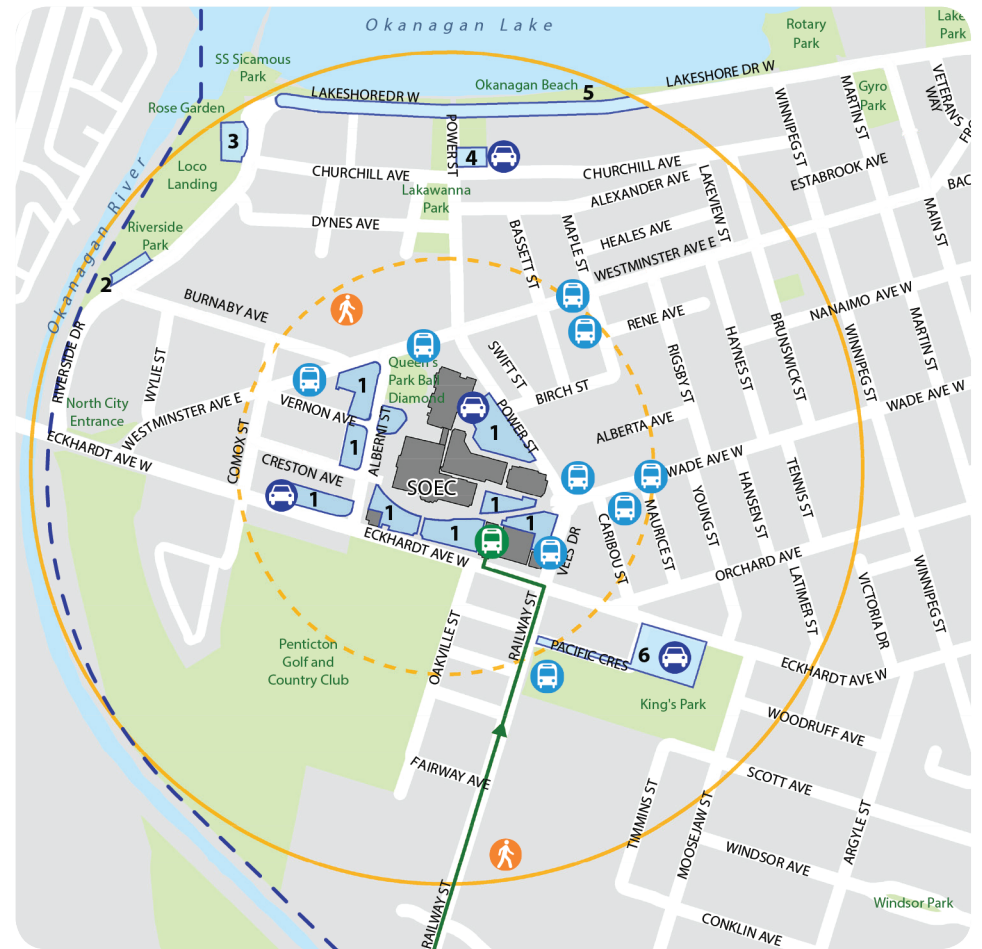 Okanagan Lake
Rotary
Park
Lake
Park
SS Sicamous
Park
LAKESHORE DR W
Okanagan Beach
5
LAKESHORE DR W
Gyro
Park
MARTIN ST
VETERANS
WAY
WINNIPEG ST
Rose Garden
3
POWER ST
4
Loco
Landing
CHURCHILL AVE
CHURCHILL AVE
ESTABROOK AVE
ALEXANDER AVE
LAKEVIEW ST
BAC
Lakawanna
Park
Okanagan River
DYNES AVE
BASSETT ST
MAPLE ST
HEALES AVE
MAIN ST
Riverside
Park
WESTMINSTER AVE E
2
BURNABY AVE
NANAIMO AVE W
RENE AVE
RIVERSIDE DR
WYLIE ST
SWIFT ST
RIGSBY ST
HAYNES ST
BRUNSWICK ST
WINNIPEG ST
MARTIN ST
Queen's
Park Ball
Diamond
1
BIRCH ST
North City
Entrance
WESTMINSTER AVE E
VERNON AVE
ALBERNI ST
POWER ST
1
WADE AVE W
ALBERTA AVE
COMOX ST
1
ECKHARDT AVE W
CRESTON AVE
WADE AVE W
SOEC
1
1
1
1
1
ECKHARDT AVE W
VEES DR
CARIBOU ST
MAURICE ST
YOUNG ST
HANSEN ST
TENNIS ST
ORCHARD AVE
LATIMER ST
VICTORIA DR
WINNIPEG ST
OAKVILLE ST
RAILWAY ST
PACIFIC CRES
6
Penticton
Golf and
Country Club
ECKHARDT AVE W
King's Park
WOODRUFF AVE
FAIRWAY AVE
SCOTT AVE
TIMMINS ST
MOOSEJAW ST
ARGYLE ST
WINDSOR AVE
Windsor Park
RAILWAY ST
CONKLIN AVE